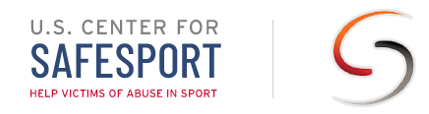 U.S. CENTER FOR
SAFESPORT
HELP VICTIMS OF ABUSE IN SPORT